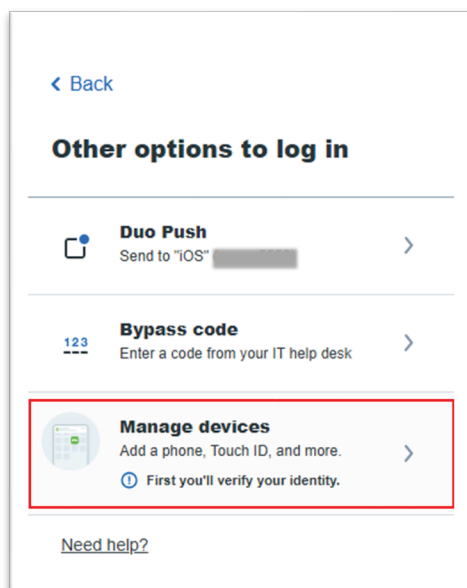 Back
Other options to log in
Duo Push
Send to "iOS"
123
Bypass code
Enter a code from your IT help desk
Manage devices
Add a phone, Touch ID, and more.
First you'll verify your identity.
Need help?